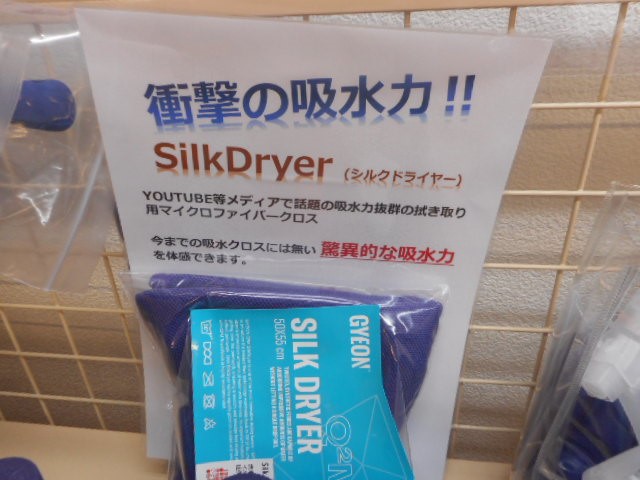 衝撃の吸水力!!
SilkDryer (シルクドライヤー)
YOUTUBE等メディアで話題の吸水力抜群の拭き取り
用マイクロファイバークロス
今までの吸水クロスには無い 驚異的な吸水力
を体感できます。
GYEON
SILK DRYER
50X55 cm
Q²M